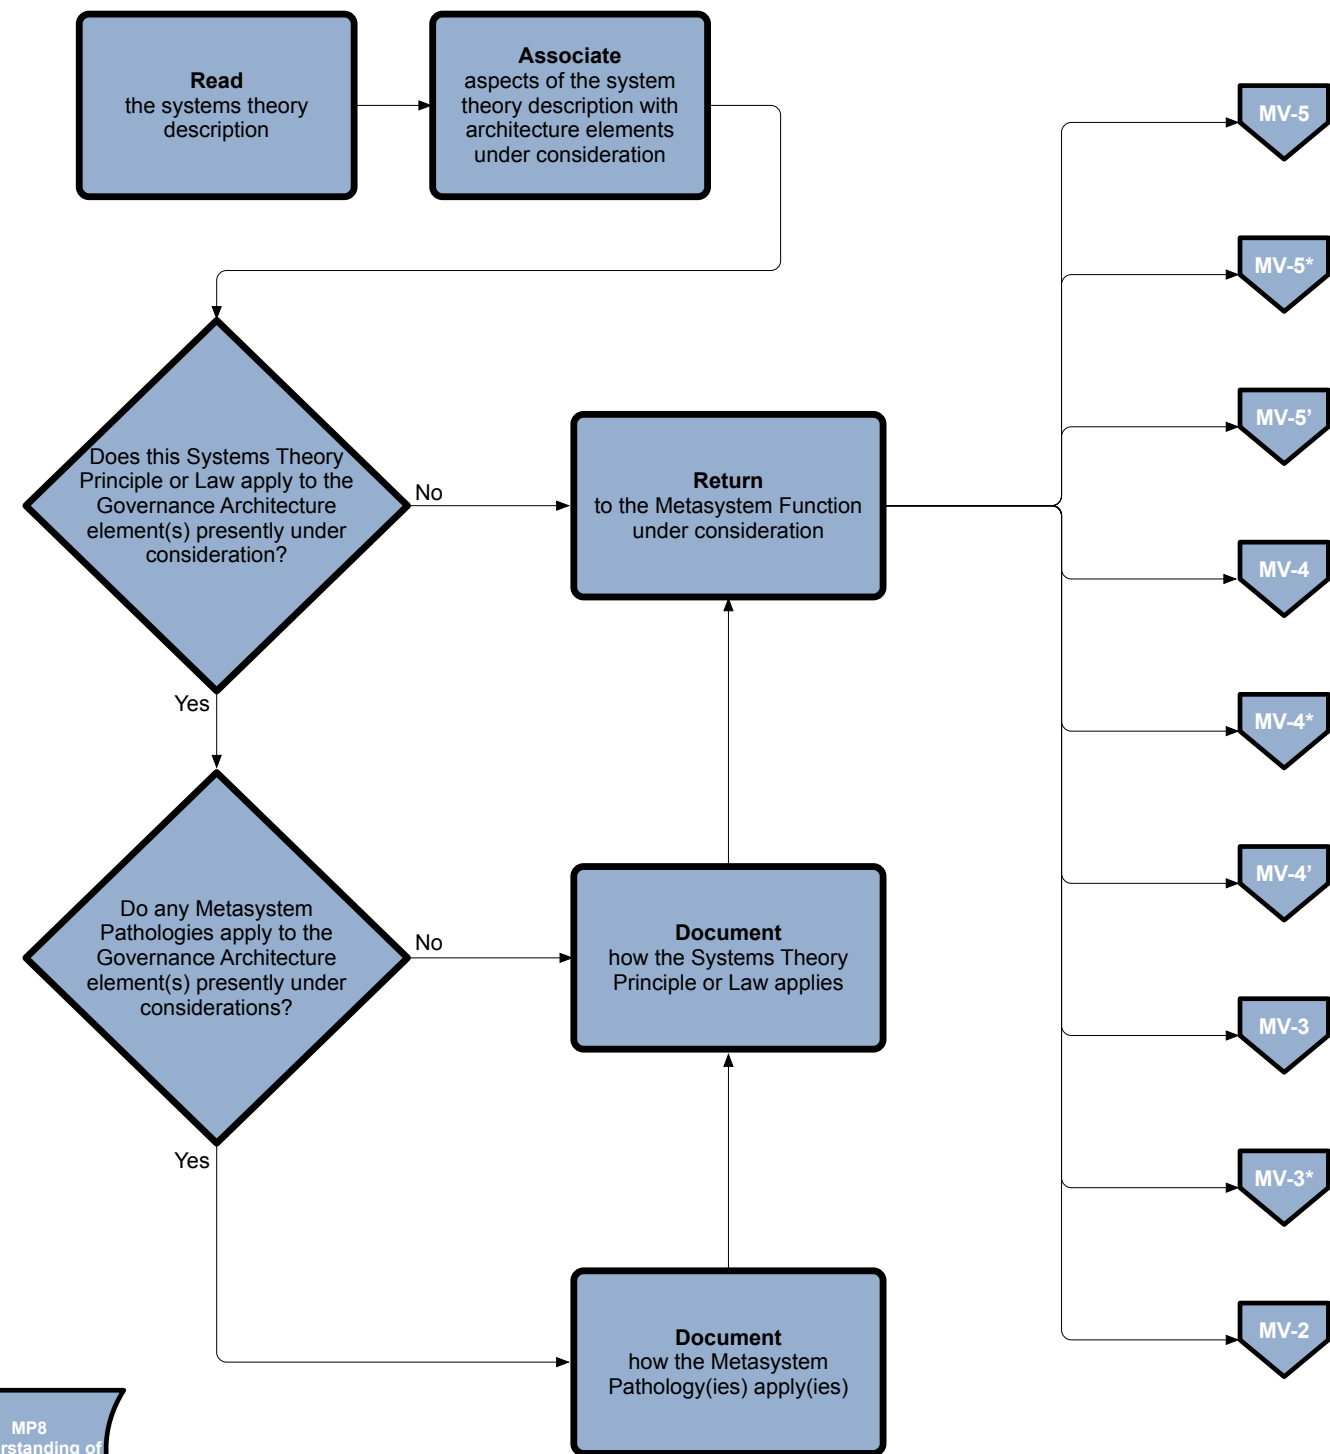 Read
the systems theory
description
Associate
aspects of the system
theory description with
architecture elements
under consideration
MV-5
MV-5*
MV-5’
Does this Systems Theory
Principle or Law apply to the
Governance Architecture
element(s) presently under
consideration?
No
Return
to the Metasystem Function
under consideration
MV-4
Yes
MV-4*
MV-4’
Do any Metasystem
Pathologies apply to the
Governance Architecture
element(s) presently under
considerations?
No
Document
how the Systems Theory
Principle or Law applies
MV-3
Yes
MV-3*
MV-2
Document
how the Metasystem
Pathology(ies) apply(ies)
MP8
of